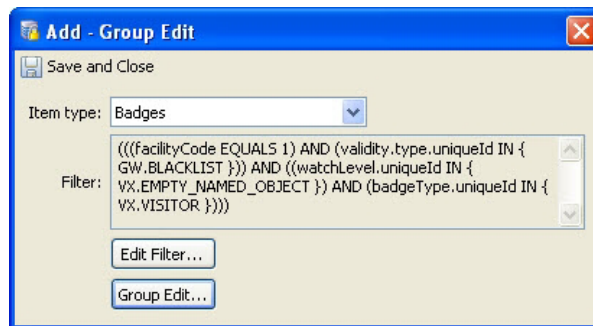 Add - Group Edit
Save and Close
Item type: Badges
Filter: (((facilityCode EQUALS 1) AND (validity.type.uniqueId IN {
GW.BLACKLIST })) AND ((watchLevel.uniqueId IN {
VX.EMPTY_NAMED_OBJECT }) AND (badgeType.uniqueId IN {
VX.VISITOR })))
Edit Filter...
Group Edit...